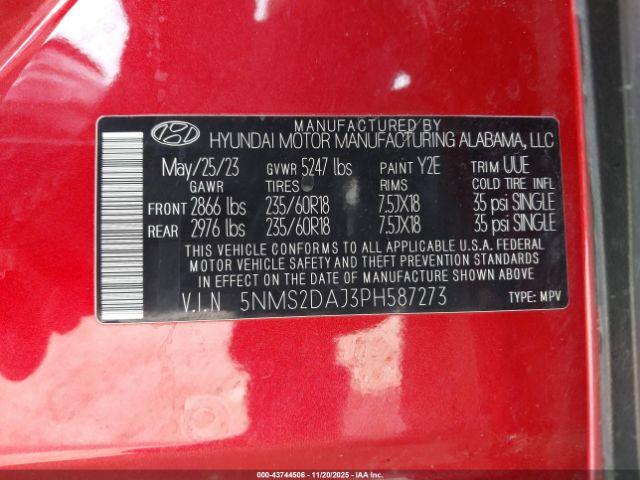 MANUFACTURED BY
HYUNDAI MOTOR MANUFACTURING ALABAMA, LLC
May/25/23 GVWR 5247 lbs PAINT Y2E TRIM UUE
GAWR TIRES RIMS COLD TIRE INFL
FRONT 2866 lbs 235/60R18 7.5JX18 35 psi SINGLE
REAR 2976 lbs 235/60R18 7.5JX18 35 psi SINGLE
THIS VEHICLE CONFORMS TO ALL APPLICABLE U.S.A. FEDERAL
MOTOR VEHICLE SAFETY AND THEFT PREVENTION STANDARDS
IN EFFECT ON THE DATE OF MANUFACTURE SHOWN ABOVE.
V.I.N 5NMS2DAJ3PH587273 TYPE: MPV
000-43744506 - 11/20/2025 - IAAI.COM